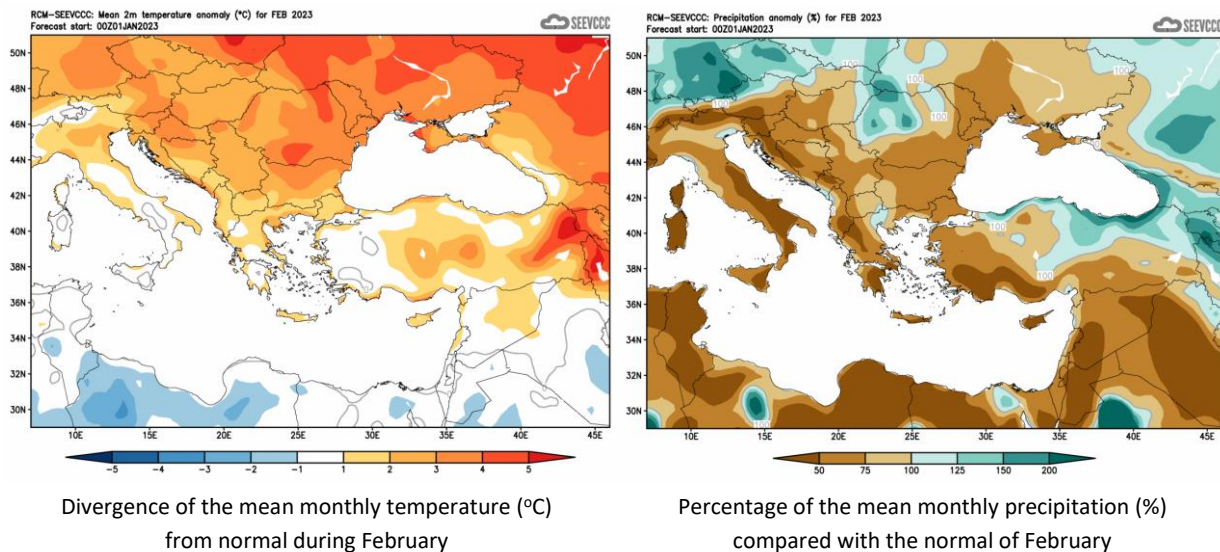 RCM-SEEVCCC: Mean 2m temperature anomaly (°C) for FEB 2023
Forecast start: 00Z01JAN2023
SEEVCCC
50N
48N
46N
44N
42N
40N
38N
36N
34N
32N
30N
10E 15E 20E 25E 30E 35E 40E 45E
-5 -4 -3 -2 -1 1 2 3 4 5
Divergence of the mean monthly temperature (°C)
from normal during February
RCM-SEEVCCC: Precipitation anomaly (%) for FEB 2023
Forecast start: 00Z01JAN2023
SEEVCCC
50N
48N
46N
44N
42N
40N
38N
36N
34N
32N
30N
100
100
100
100
100
100
100
100
10E 15E 20E 25E 30E 35E 40E 45E
50 75 100 125 150 200
Percentage of the mean monthly precipitation (%)
compared with the normal of February